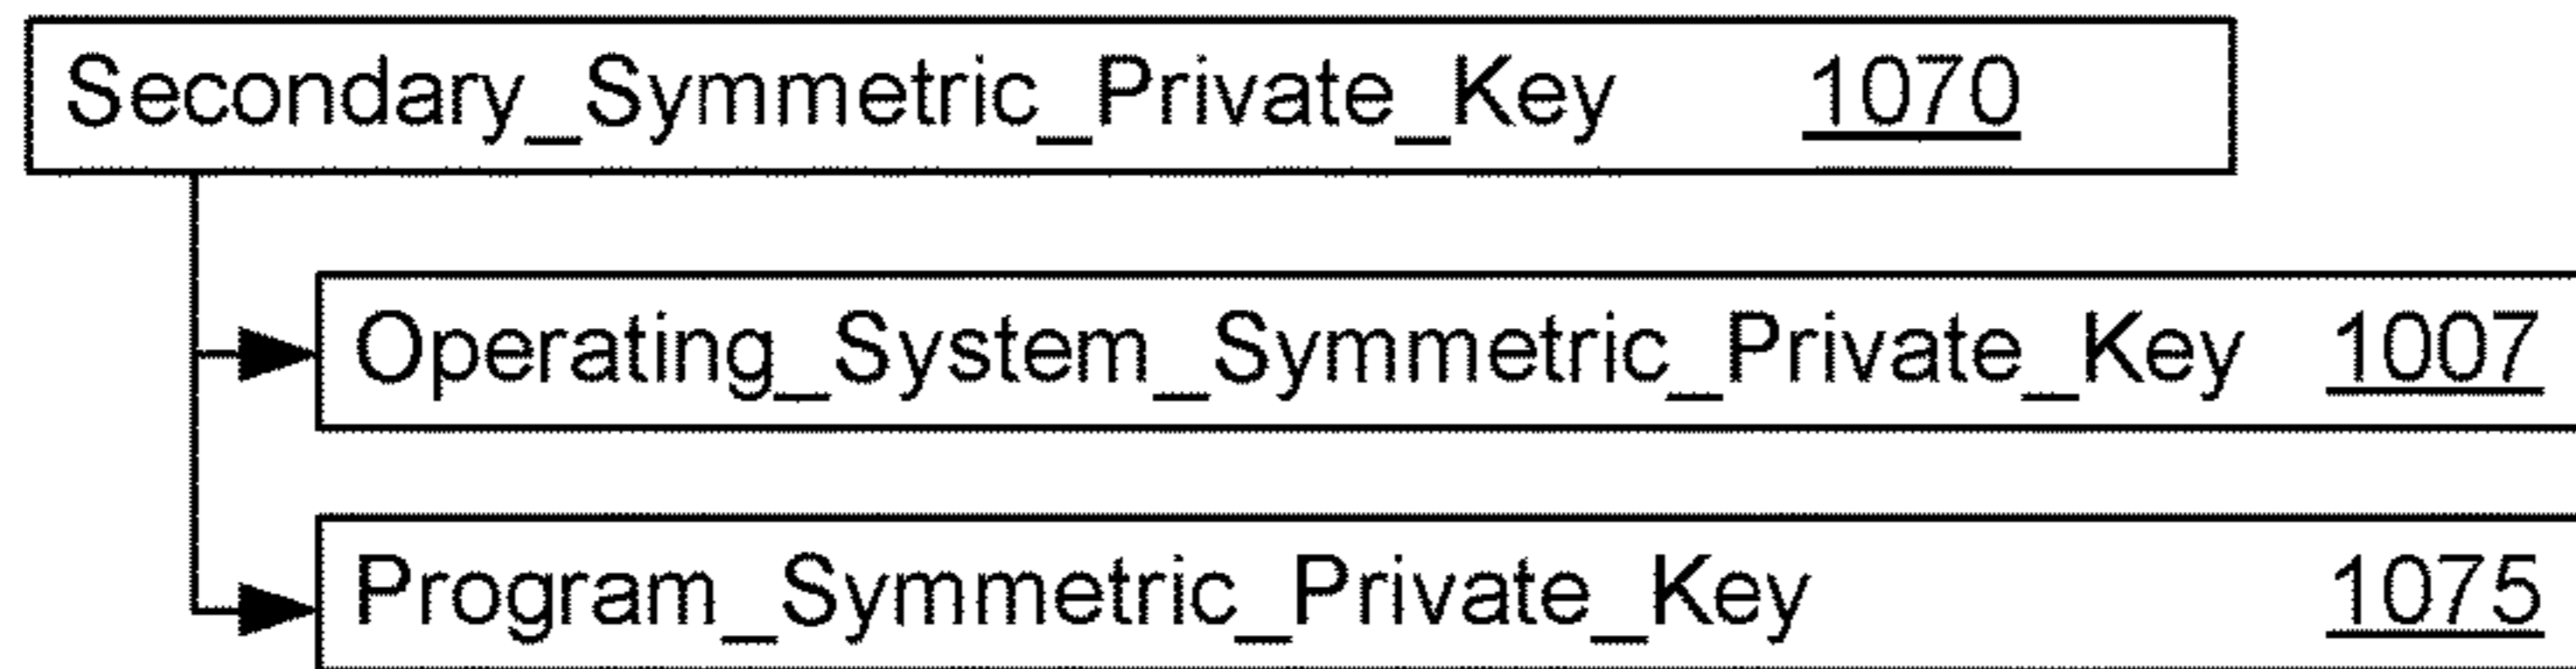 Secondary_Symmetric_Private_Key 1070
Operating_System_Symmetric_Private_Key 1007
Program_Symmetric_Private_Key 1075